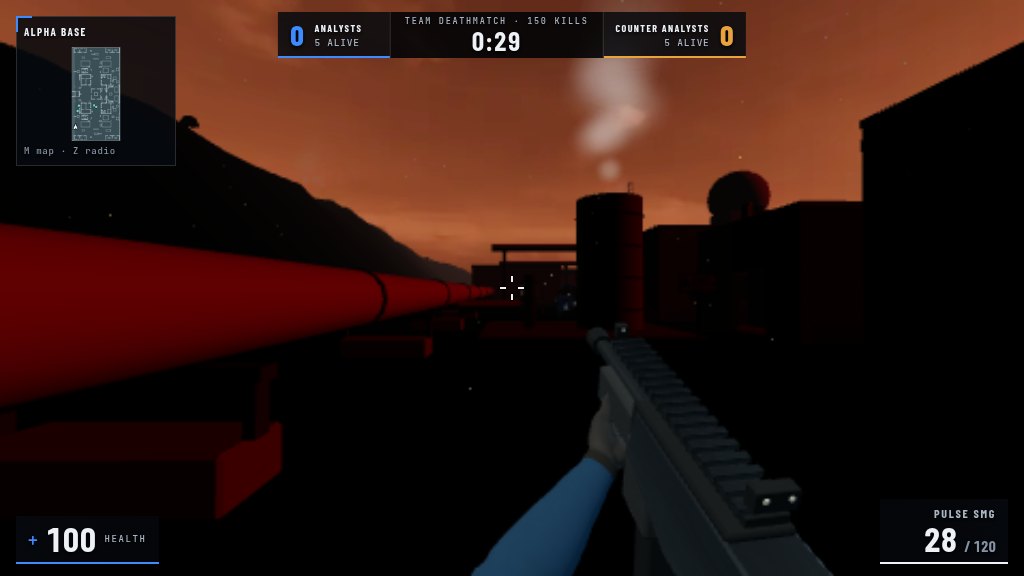 ALPHA BASE
M map · Z radio
0 ANALYSTS
5 ALIVE
TEAM DEATHMATCH · 150 KILLS
0:29
COUNTER ANALYSTS 0
5 ALIVE
+ 100 HEALTH
PULSE SMG
28 / 120